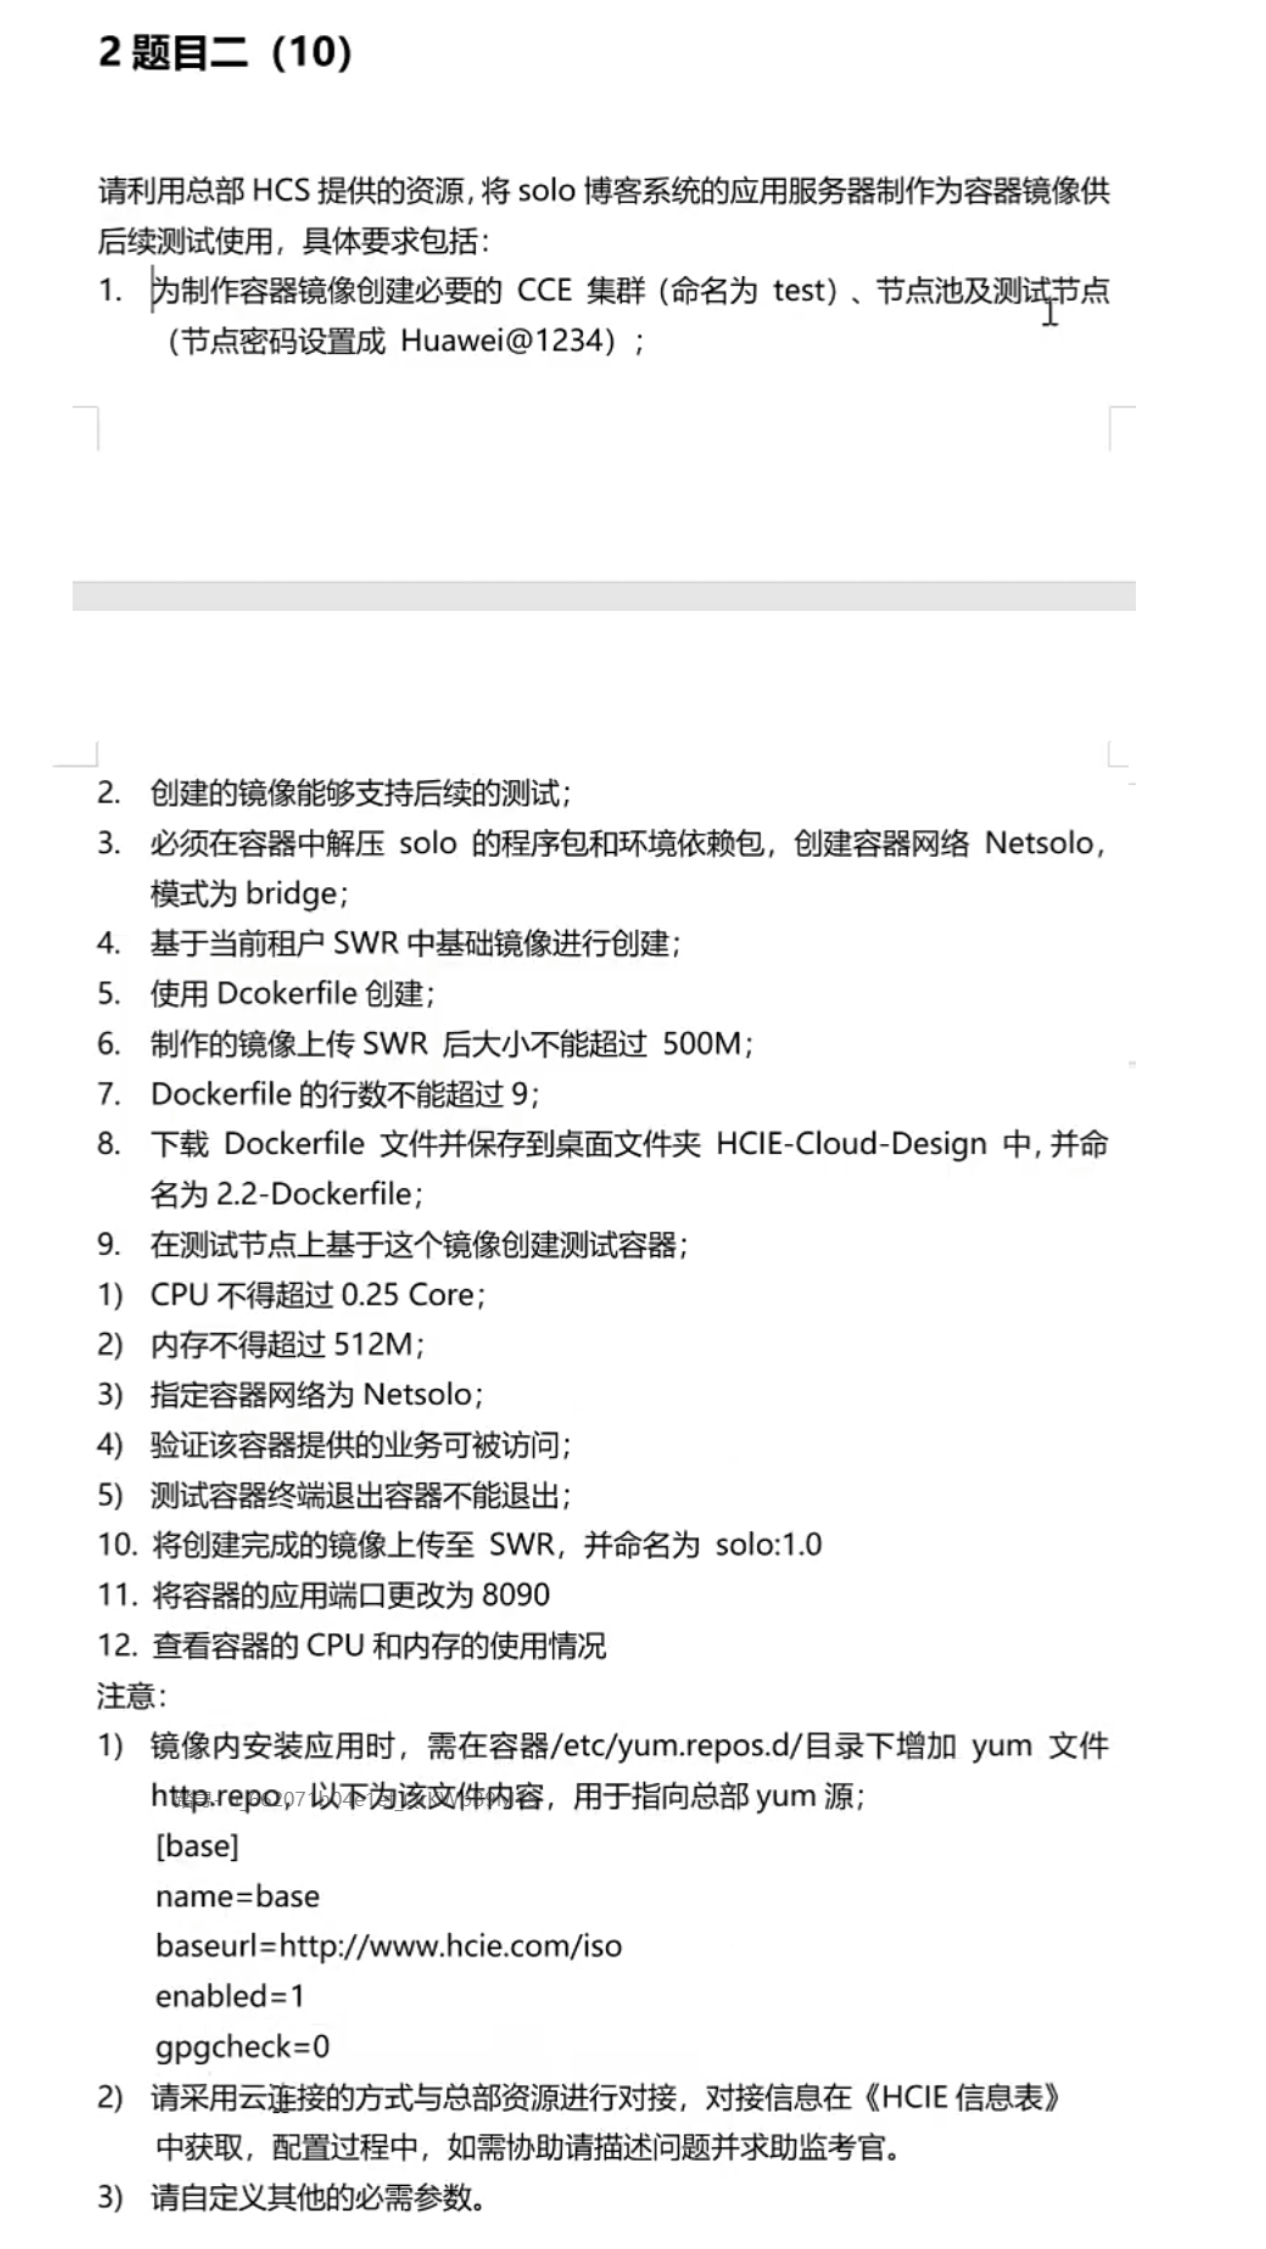 2 题目二（10）
请利用总部 HCS 提供的资源，将 solo 博客系统的应用服务器制作为容器镜像供
后续测试使用，具体要求包括：
1. 为制作容器镜像创建必要的 CCE 集群（命名为 test）、节点池及测试节点
（节点密码设置成 Huawei@1234）；
2. 创建的镜像能够支持后续的测试；
3. 必须在容器中解压 solo 的程序包和环境依赖包，创建容器网络 Netsolo，
模式为 bridge；
4. 基于当前租户 SWR 中基础镜像进行创建；
5. 使用 Dcokerfile 创建；
6. 制作的镜像上传 SWR 后大小不能超过 500M；
7. Dockerfile 的行数不能超过 9；
8. 下载 Dockerfile 文件并保存到桌面文件夹 HCIE-Cloud-Design 中，并命
名为 2.2-Dockerfile；
9. 在测试节点上基于这个镜像创建测试容器；
1) CPU 不得超过 0.25 Core；
2) 内存不得超过 512M；
3) 指定容器网络为 Netsolo；
4) 验证该容器提供的业务可被访问；
5) 测试容器终端退出容器不能退出；
10. 将创建完成的镜像上传至 SWR，并命名为 solo:1.0
11. 将容器的应用端口更改为 8090
12. 查看容器的 CPU 和内存的使用情况
注意：
1) 镜像内安装应用时，需在容器/etc/yum.repos.d/目录下增加 yum 文件
http.repo，以下为该文件内容，用于指向总部 yum 源；
[base]
name=base
baseurl=http://www.hcie.com/iso
enabled=1
gpgcheck=0
2) 请采用云连接的方式与总部资源进行对接，对接信息在《HCIE 信息表》
中获取，配置过程中，如需协助请描述问题并求助监考官。
3) 请自定义其他的必需参数。